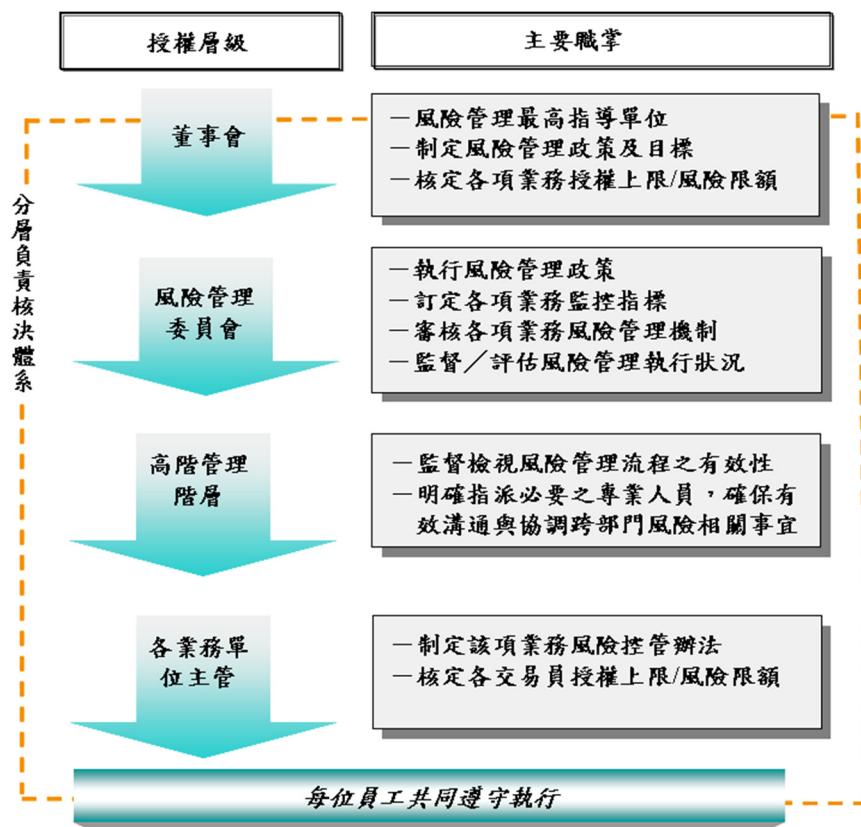 授權層級
主要職掌
分層負責核決體系
董事會
－風險管理最高指導單位
－制定風險管理政策及目標
－核定各項業務授權上限/風險限額
風險管理
委員會
－執行風險管理政策
－訂定各項業務監控指標
－審核各項業務風險管理機制
－監督／評估風險管理執行狀況
高階管理
階層
－監督檢視風險管理流程之有效性
－明確指派必要之專業人員，確保有
效溝通與協調跨部門風險相關事宜
各業務單
位主管
－制定該項業務風險控管辦法
－核定各交易員授權上限/風險限額
每位員工共同遵守執行